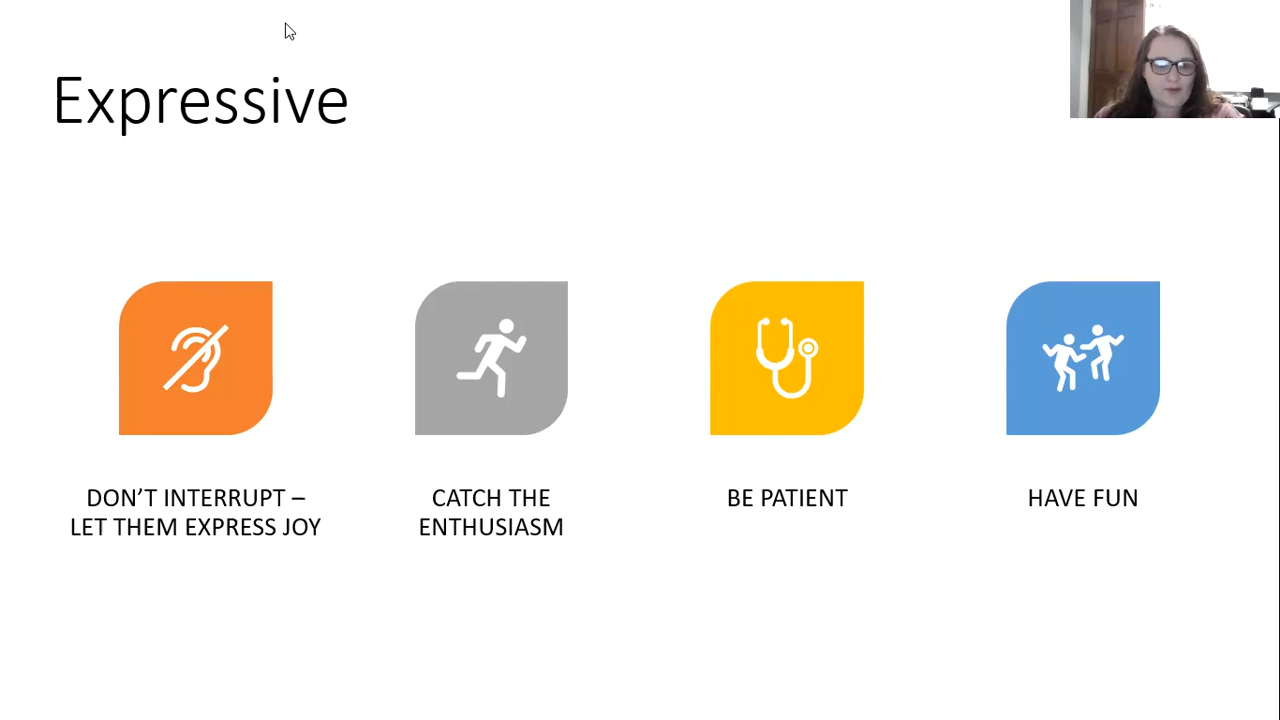 Expressive
DON’T INTERRUPT –
LET THEM EXPRESS JOY
CATCH THE
ENTHUSIASM
BE PATIENT
HAVE FUN